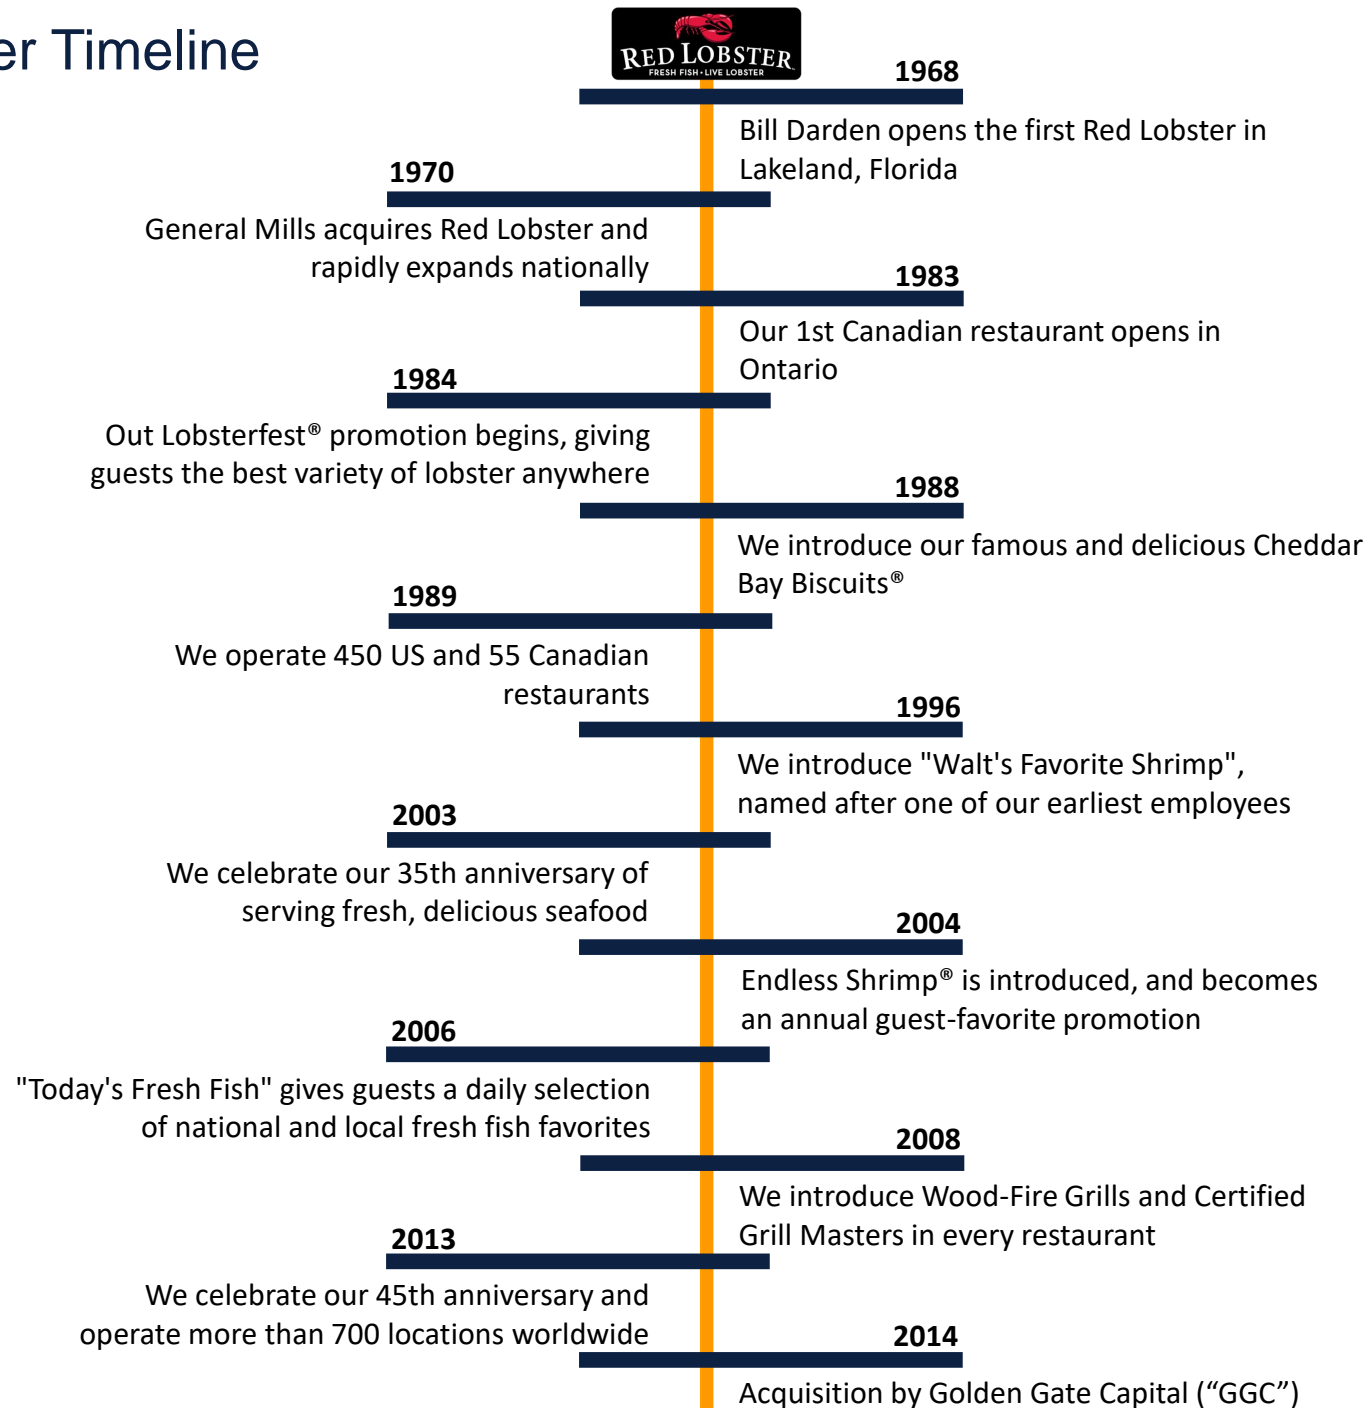 er Timeline
RED LOBSTER
FRESH FISH • LIVE LOBSTER
1968
Bill Darden opens the first Red Lobster in
Lakeland, Florida
1970
General Mills acquires Red Lobster and
rapidly expands nationally
1983
Our 1st Canadian restaurant opens in
Ontario
1984
Out Lobsterfest® promotion begins, giving
guests the best variety of lobster anywhere
1988
We introduce our famous and delicious Cheddar
Bay Biscuits®
1989
We operate 450 US and 55 Canadian
restaurants
1996
We introduce "Walt's Favorite Shrimp",
named after one of our earliest employees
2003
We celebrate our 35th anniversary of
serving fresh, delicious seafood
2004
Endless Shrimp® is introduced, and becomes
an annual guest-favorite promotion
2006
"Today's Fresh Fish" gives guests a daily selection
of national and local fresh fish favorites
2008
We introduce Wood-Fire Grills and Certified
Grill Masters in every restaurant
2013
We celebrate our 45th anniversary and
operate more than 700 locations worldwide
2014
Acquisition by Golden Gate Capital (“GGC”)